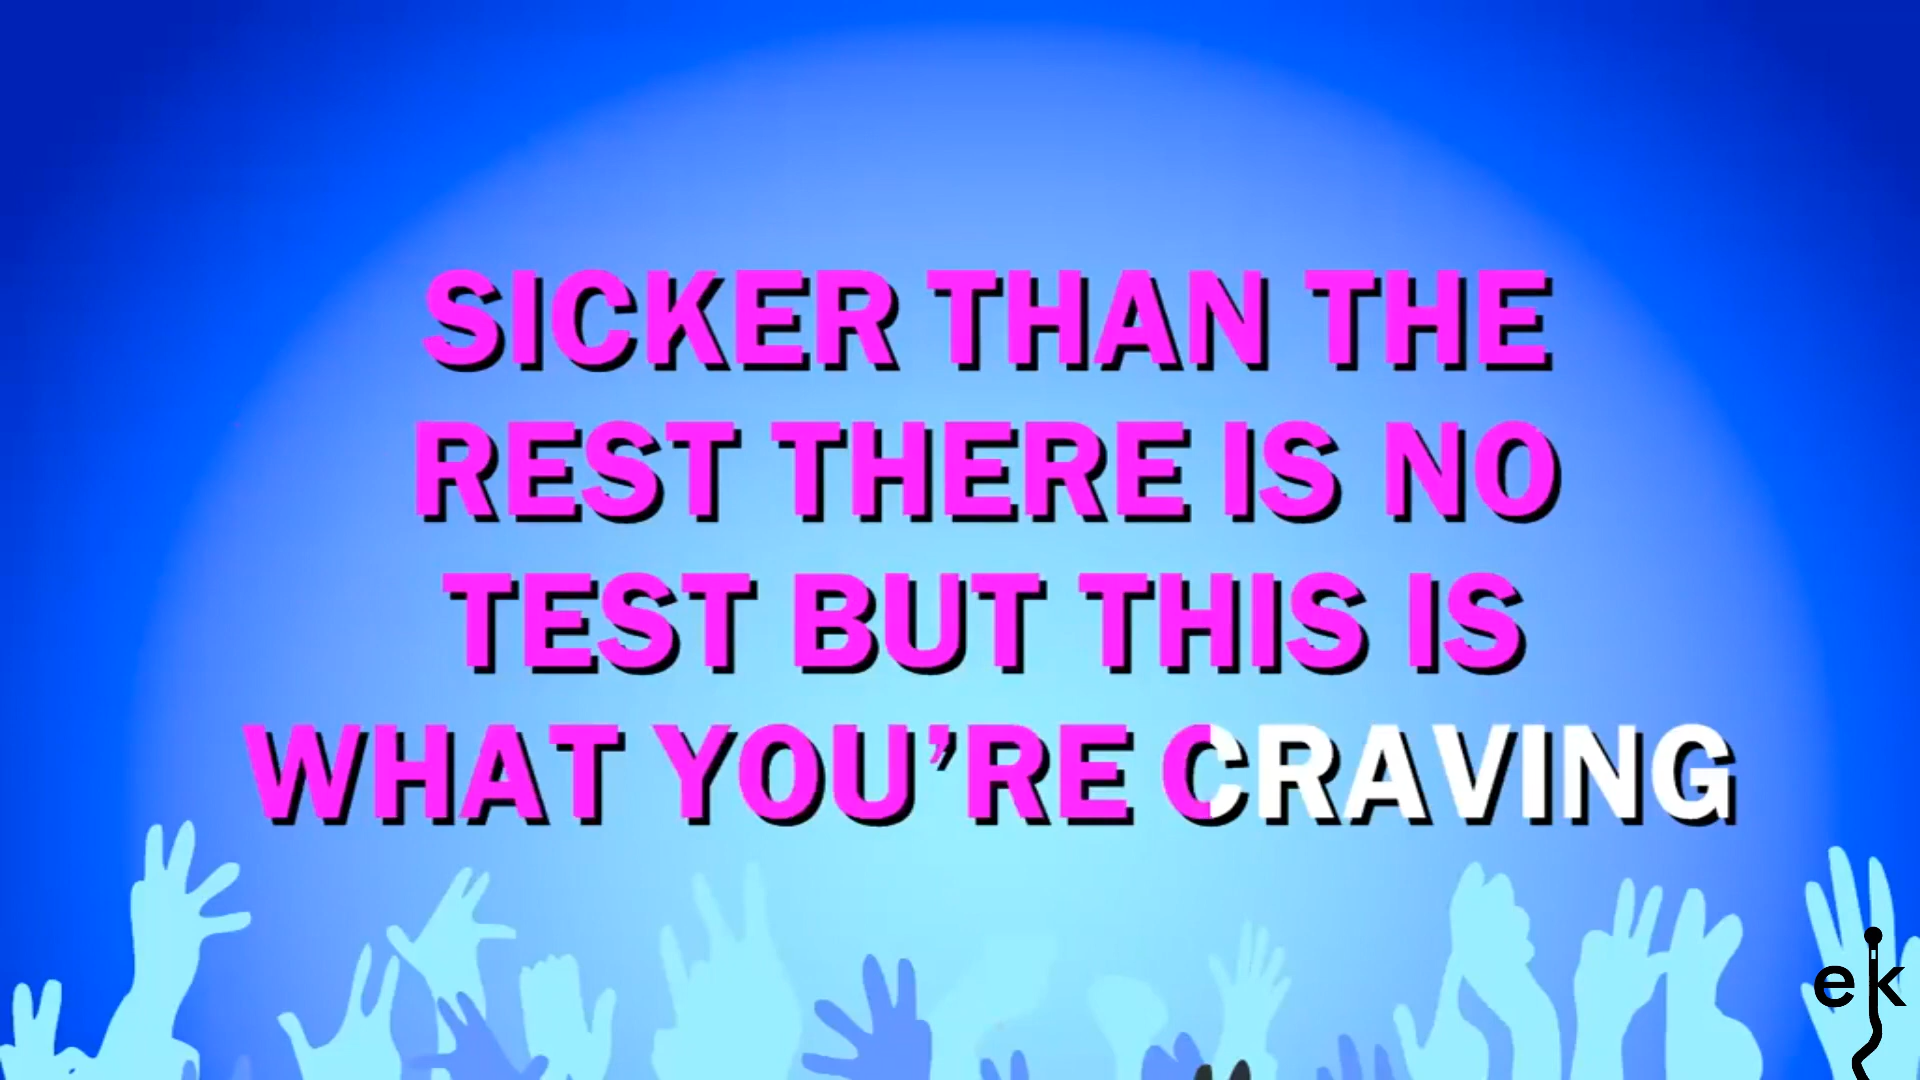 SICKER THAN THE
REST THERE IS NO
TEST BUT THIS IS
WHAT YOU’RE CRAVING
ek